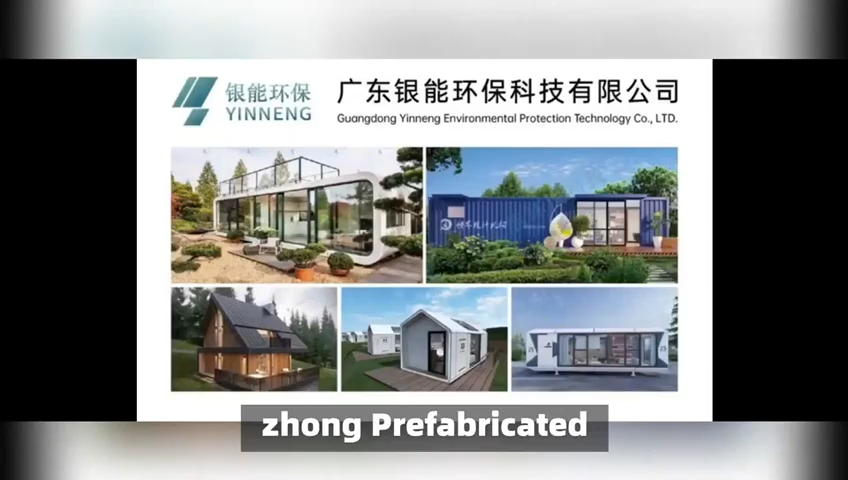 银能环保
YINNENG
广东银能环保科技有限公司
Guangdong Yinneng Environmental Protection Technology Co., LTD.
zhong Prefabricated